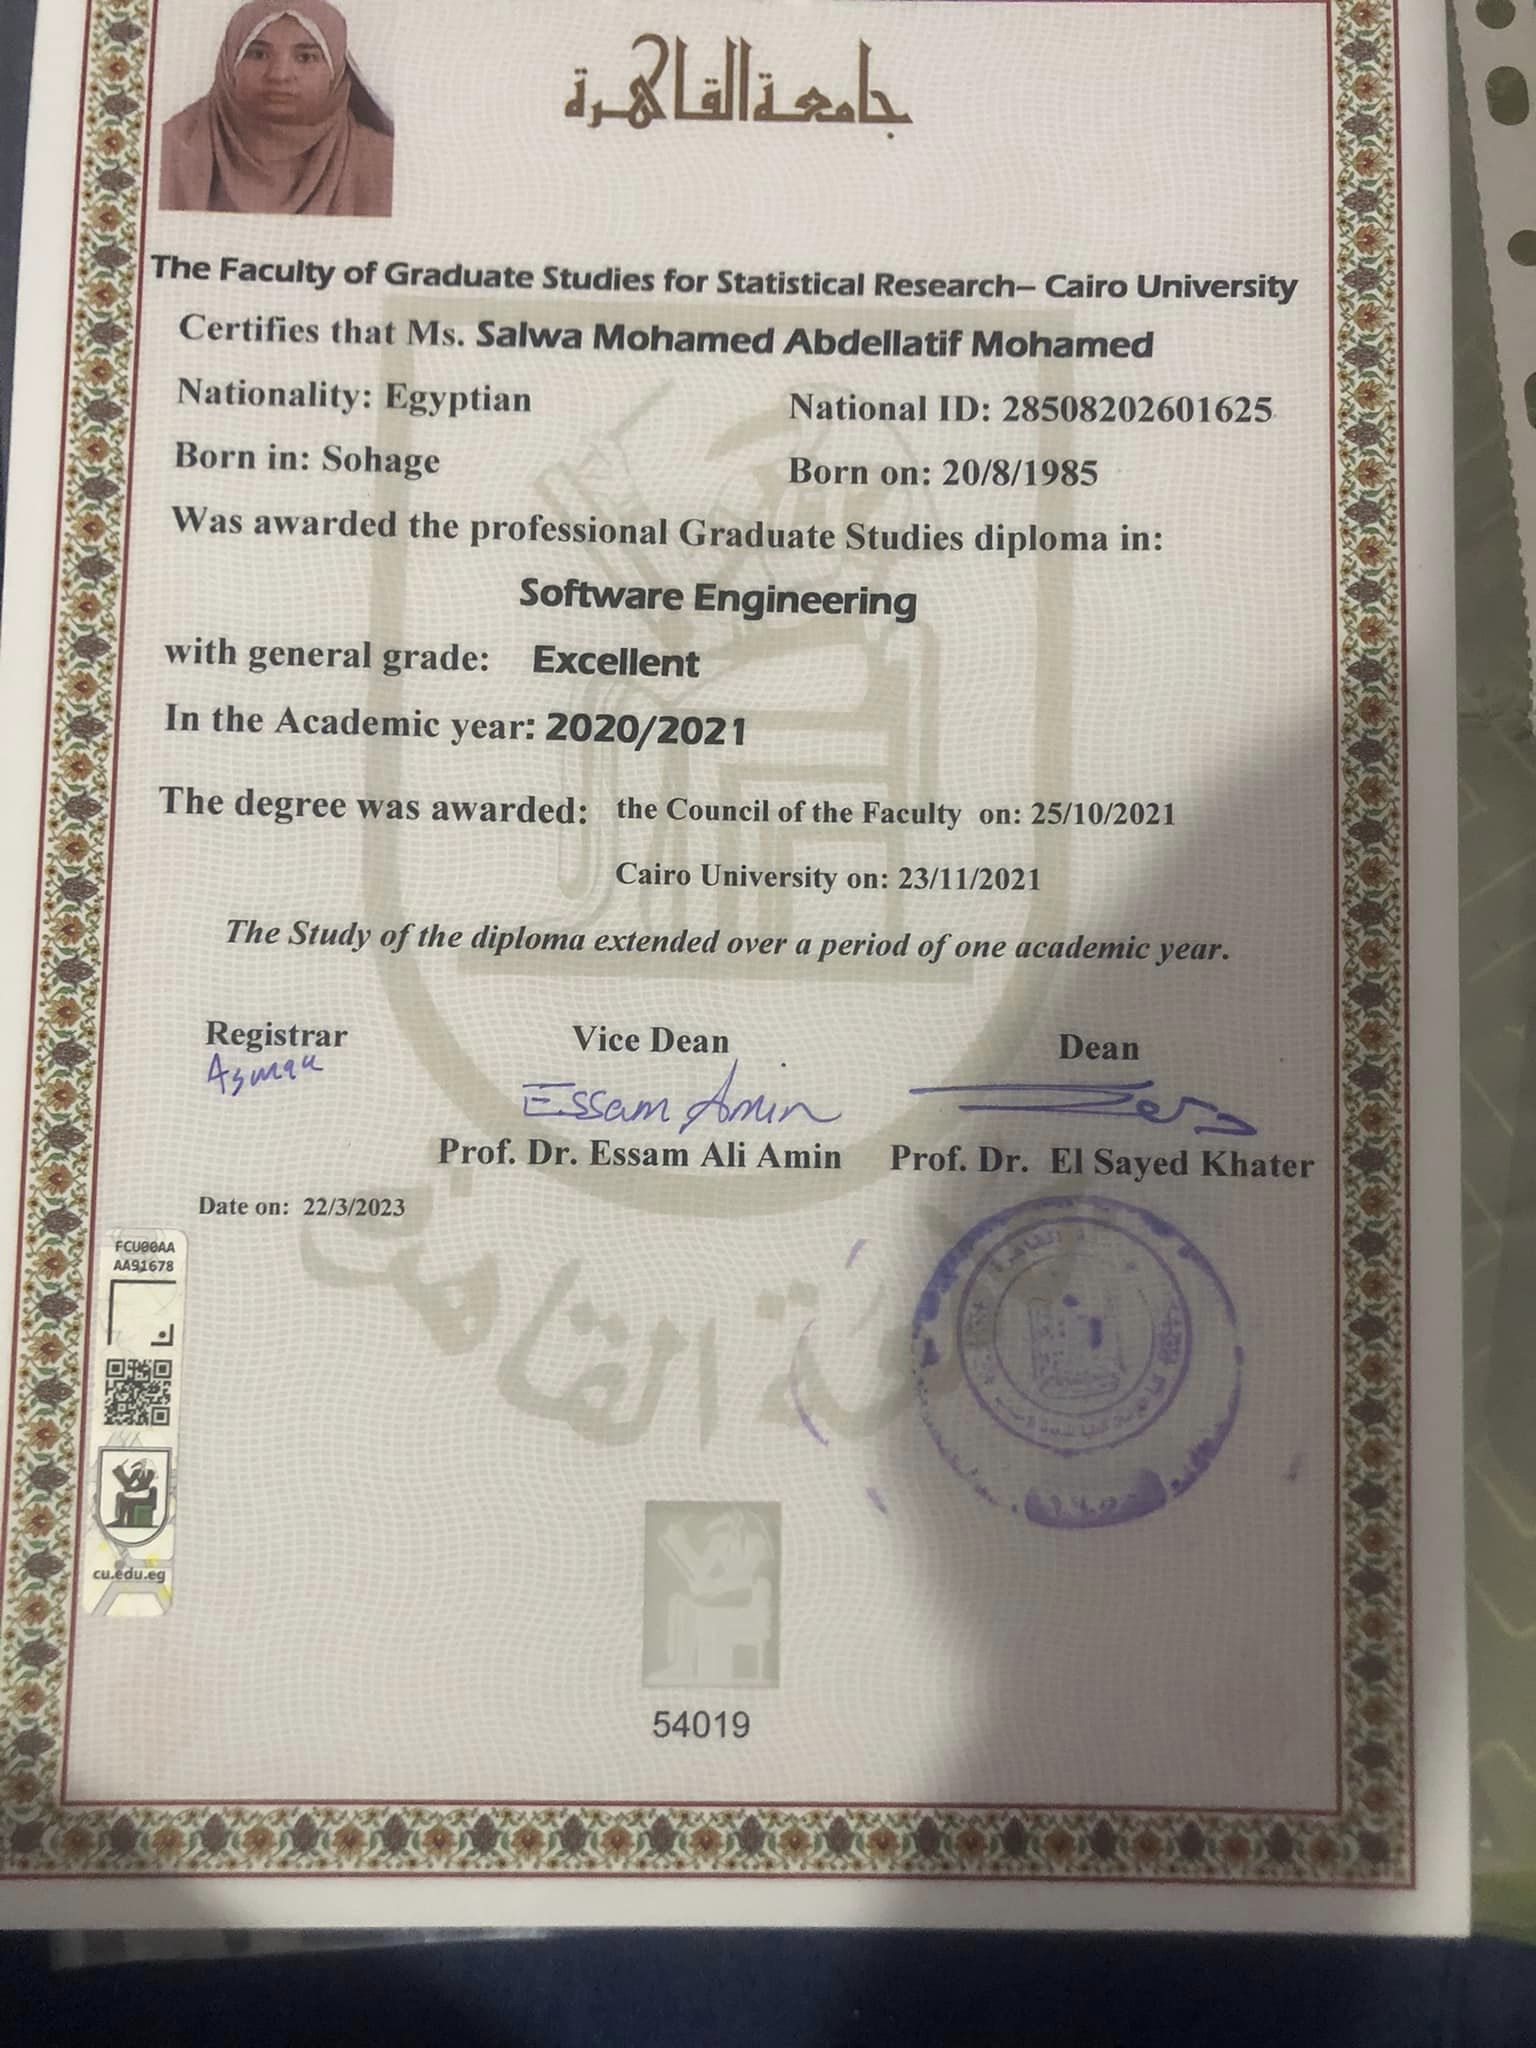 جامعة القاهرة
The Faculty of Graduate Studies for Statistical Research– Cairo University
Certifies that Ms. Salwa Mohamed Abdellatif Mohamed
Nationality: Egyptian National ID: 28508202601625
Born in: Sohage Born on: 20/8/1985
Was awarded the professional Graduate Studies diploma in:
Software Engineering
with general grade: Excellent
In the Academic year: 2020/2021
The degree was awarded: the Council of the Faculty on: 25/10/2021
Cairo University on: 23/11/2021
The Study of the diploma extended over a period of one academic year.
Registrar Vice Dean Dean
Essam Amin
Prof. Dr. Essam Ali Amin Prof. Dr. El Sayed Khater
Date on: 22/3/2023
FCU00AA
AA91678
cu.edu.eg
54019